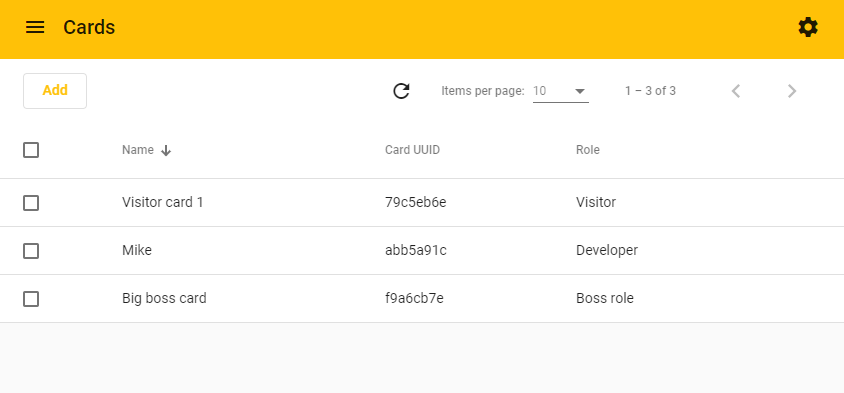 Cards
Add Items per page: 10 1 – 3 of 3
Name Card UUID Role
Visitor card 1 79c5eb6e Visitor
Mike abb5a91c Developer
Big boss card f9a6cb7e Boss role